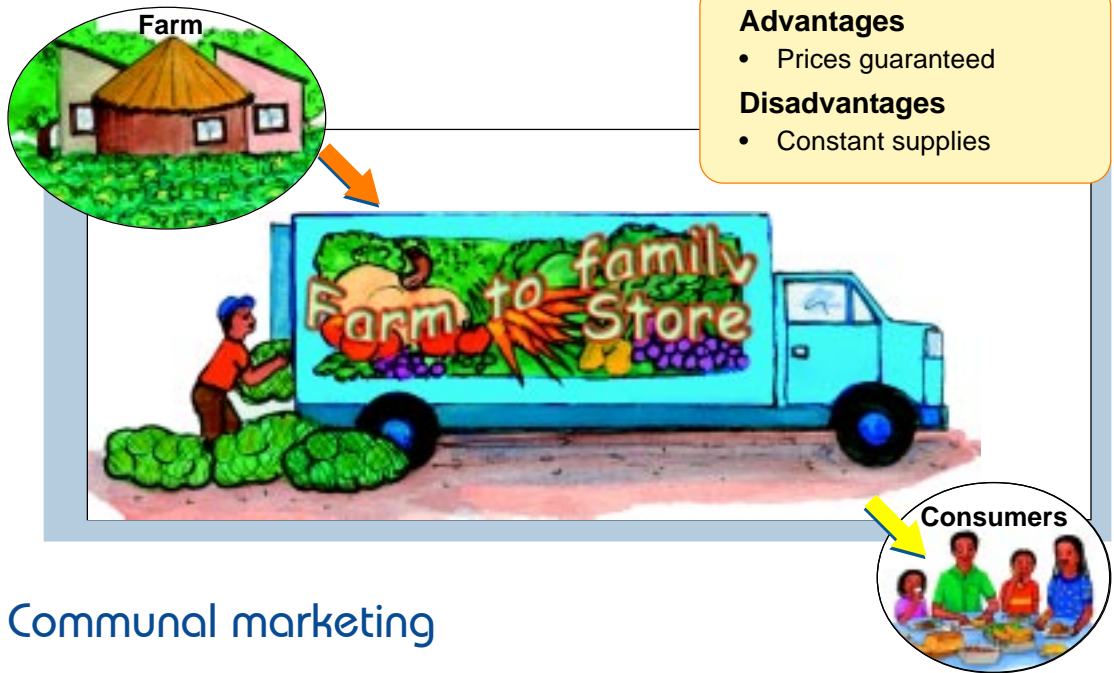 Farm
Advantages
• Prices guaranteed
Disadvantages
• Constant supplies
Farm to family
Store
Consumers
Communal marketing